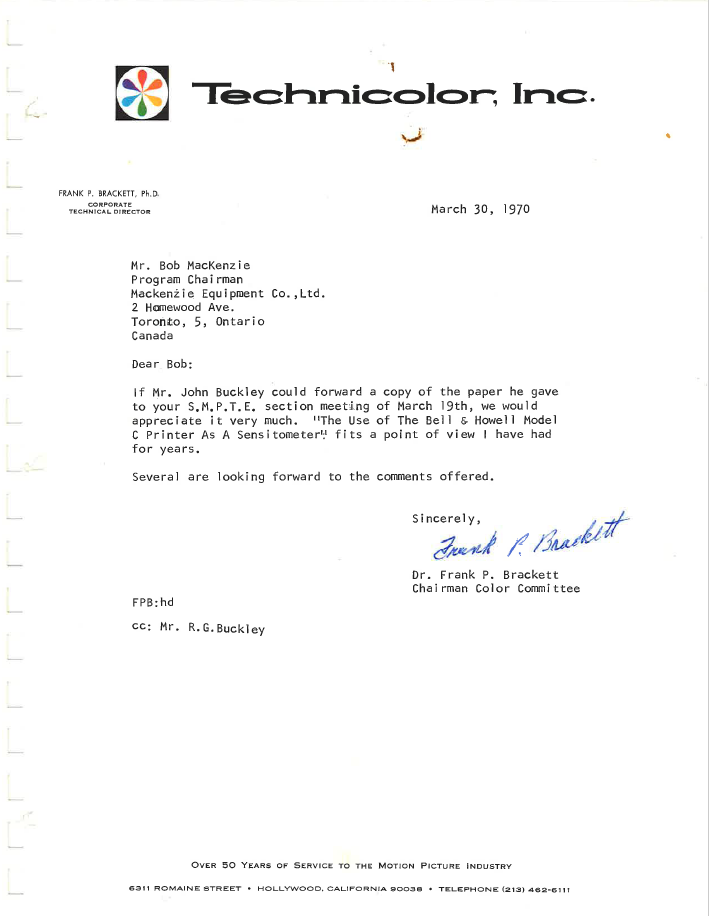 Technicolor, Inc.
FRANK P. BRACKETT, Ph.D.
CORPORATE
TECHNICAL DIRECTOR
March 30, 1970
Mr. Bob MacKenzie
Program Chairman
Mackenzie Equipment Co.,Ltd.
2 Homewood Ave.
Toronto, 5, Ontario
Canada
Dear Bob:
If Mr. John Buckley could forward a copy of the paper he gave
to your S.M.P.T.E. section meeting of March 19th, we would
appreciate it very much. "The Use of The Bell & Howell Model
C Printer As A Sensitometer" fits a point of view I have had
for years.
Several are looking forward to the comments offered.
Sincerely,
Frank P. Brackett
Dr. Frank P. Brackett
Chairman Color Committee
FPB:hd
cc: Mr. R.G.Buckley
OVER 50 YEARS OF SERVICE TO THE MOTION PICTURE INDUSTRY
6311 ROMAINE STREET • HOLLYWOOD, CALIFORNIA 90038 • TELEPHONE (213) 462-6111